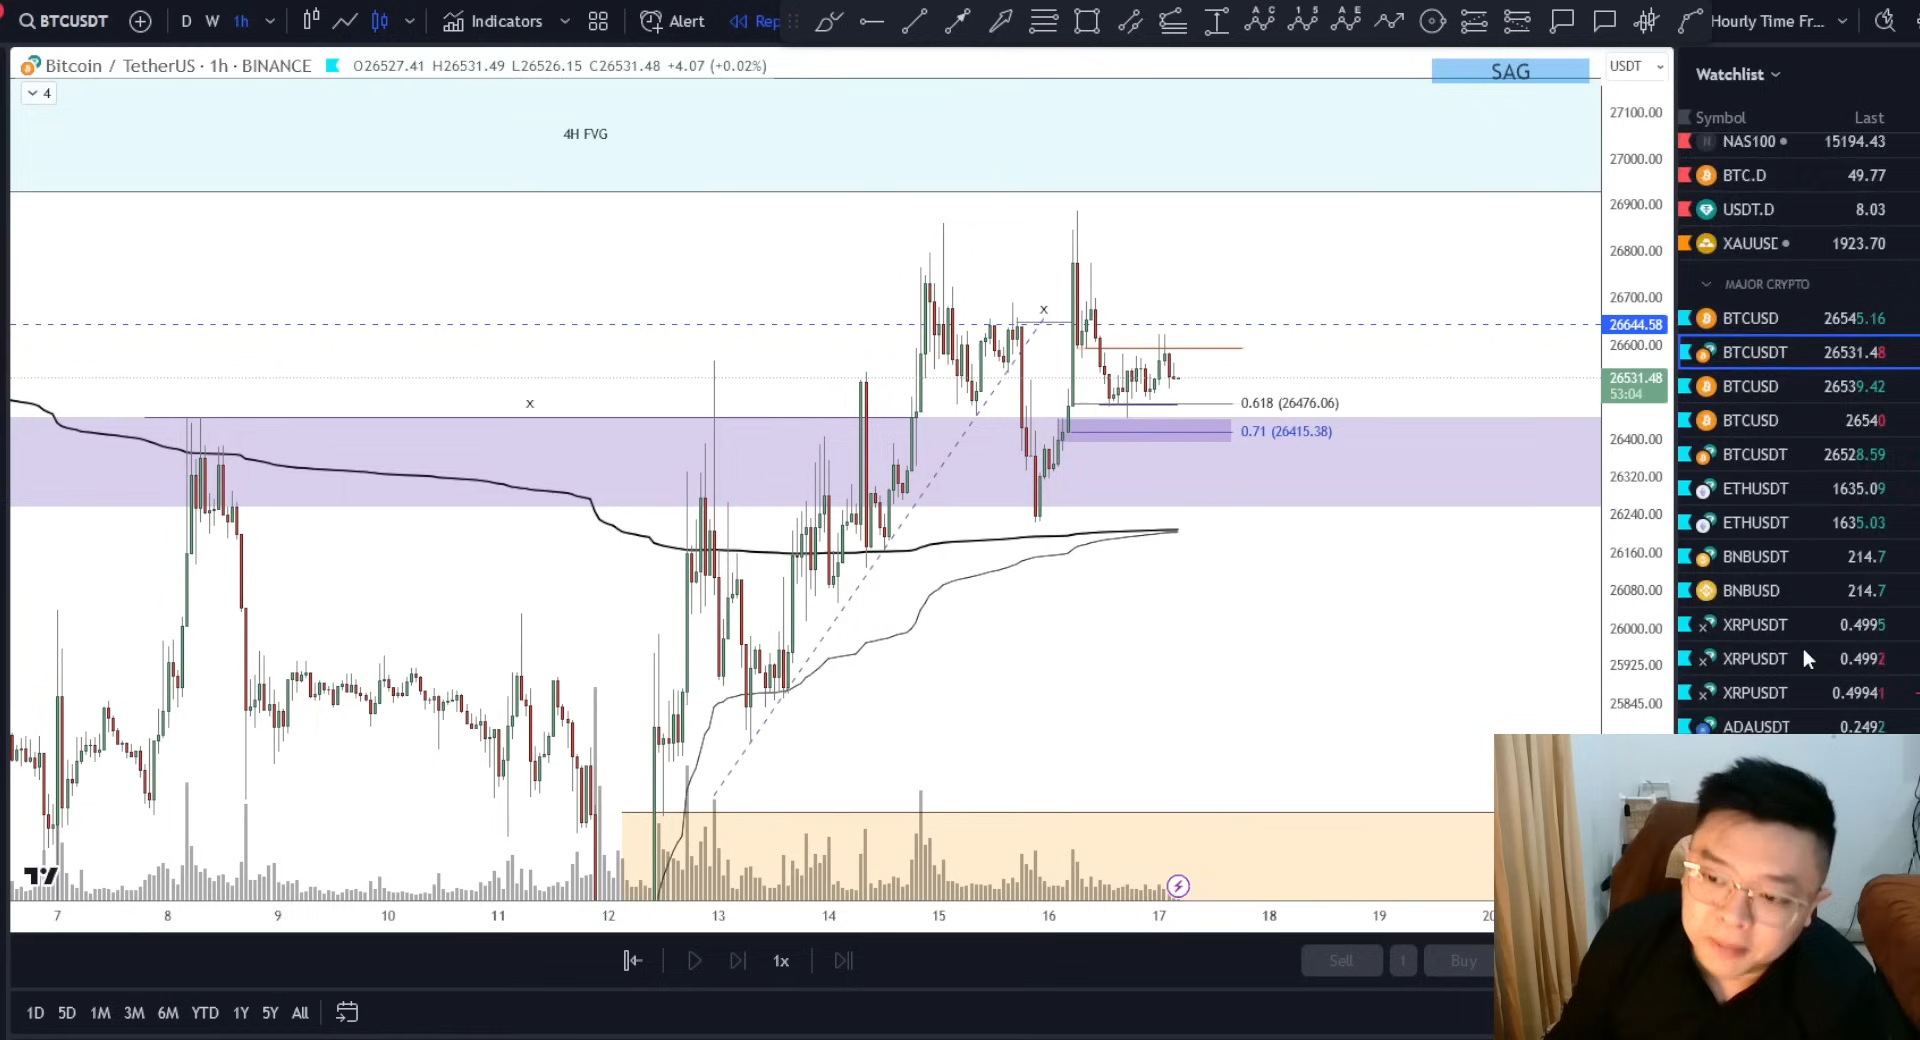 BTCUSDT D W 1h Indicators Alert Rep Hourly Time Fr...
A C 1 5 A E
Bitcoin / TetherUS · 1h · BINANCE O26527.41 H26531.49 L26526.15 C26531.48 +4.07 (+0.02%)
SAG
USDT
4
4H FVG
x
x
0.618 (26476.06)
0.71 (26415.38)
27100.00
27000.00
26900.00
26800.00
26700.00
26644.58
26600.00
26531.48
53:04
26400.00
26320.00
26240.00
26160.00
26080.00
26000.00
25925.00
25845.00
7 8 9 10 11 12 13 14 15 16 17 18 19 20
1x
Sell 1 Buy
1D 5D 1M 3M 6M YTD 1Y 5Y All
Watchlist
Symbol Last
NAS100 15194.43
BTC.D 49.77
USDT.D 8.03
XAUUSD 1923.70
MAJOR CRYPTO
BTCUSD 26545.16
BTCUSDT 26531.48
BTCUSD 26539.42
BTCUSD 26540
BTCUSDT 26528.59
ETHUSDT 1635.09
ETHUSDT 1635.03
BNBUSDT 214.7
BNBUSD 214.7
XRPUSDT 0.4995
XRPUSDT 0.4992
XRPUSDT 0.49941
ADAUSDT 0.2492